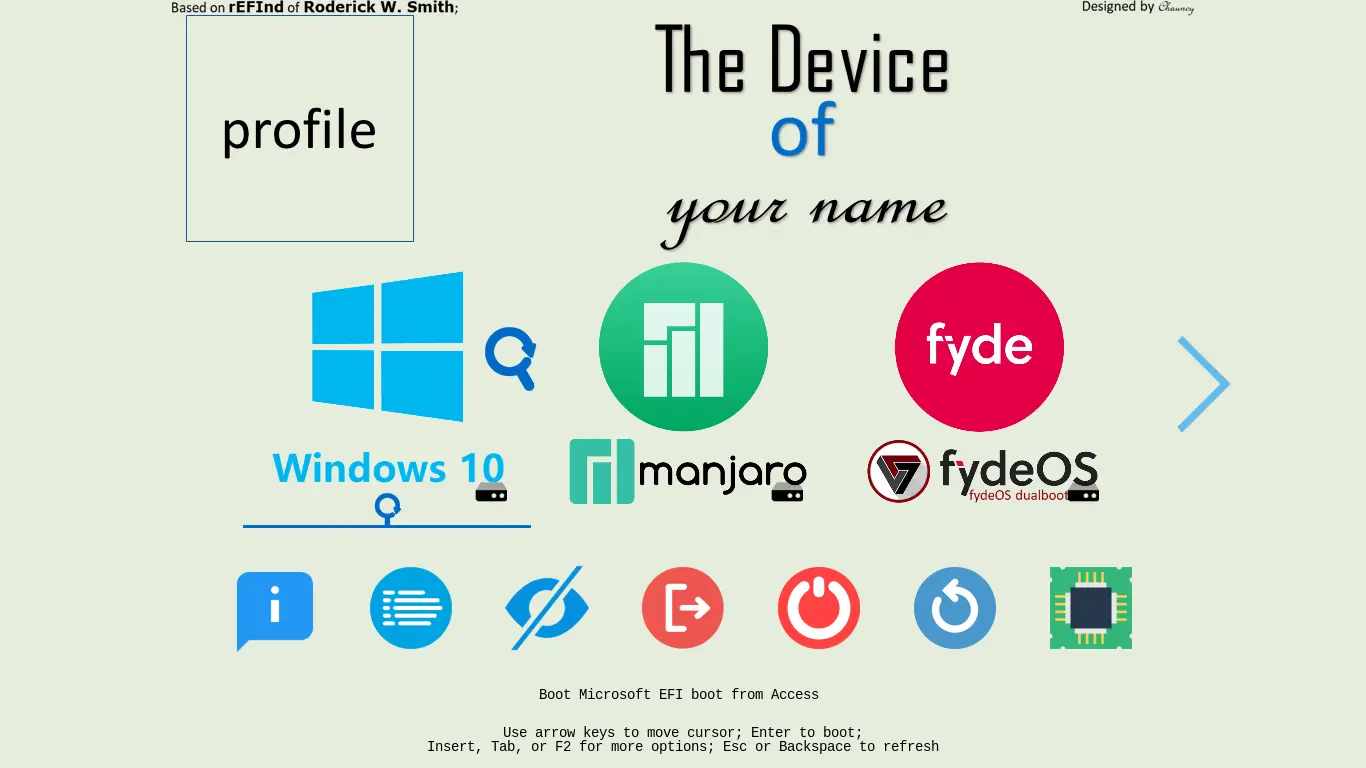 Based on rEFInd of Roderick W. Smith;
Designed by Chauncy
profile
The Device
of
your name
fyde
Windows 10
manjaro
fydeOS
fydeOS dualboot
i
Boot Microsoft EFI boot from Access
Use arrow keys to move cursor; Enter to boot;
Insert, Tab, or F2 for more options; Esc or Backspace to refresh